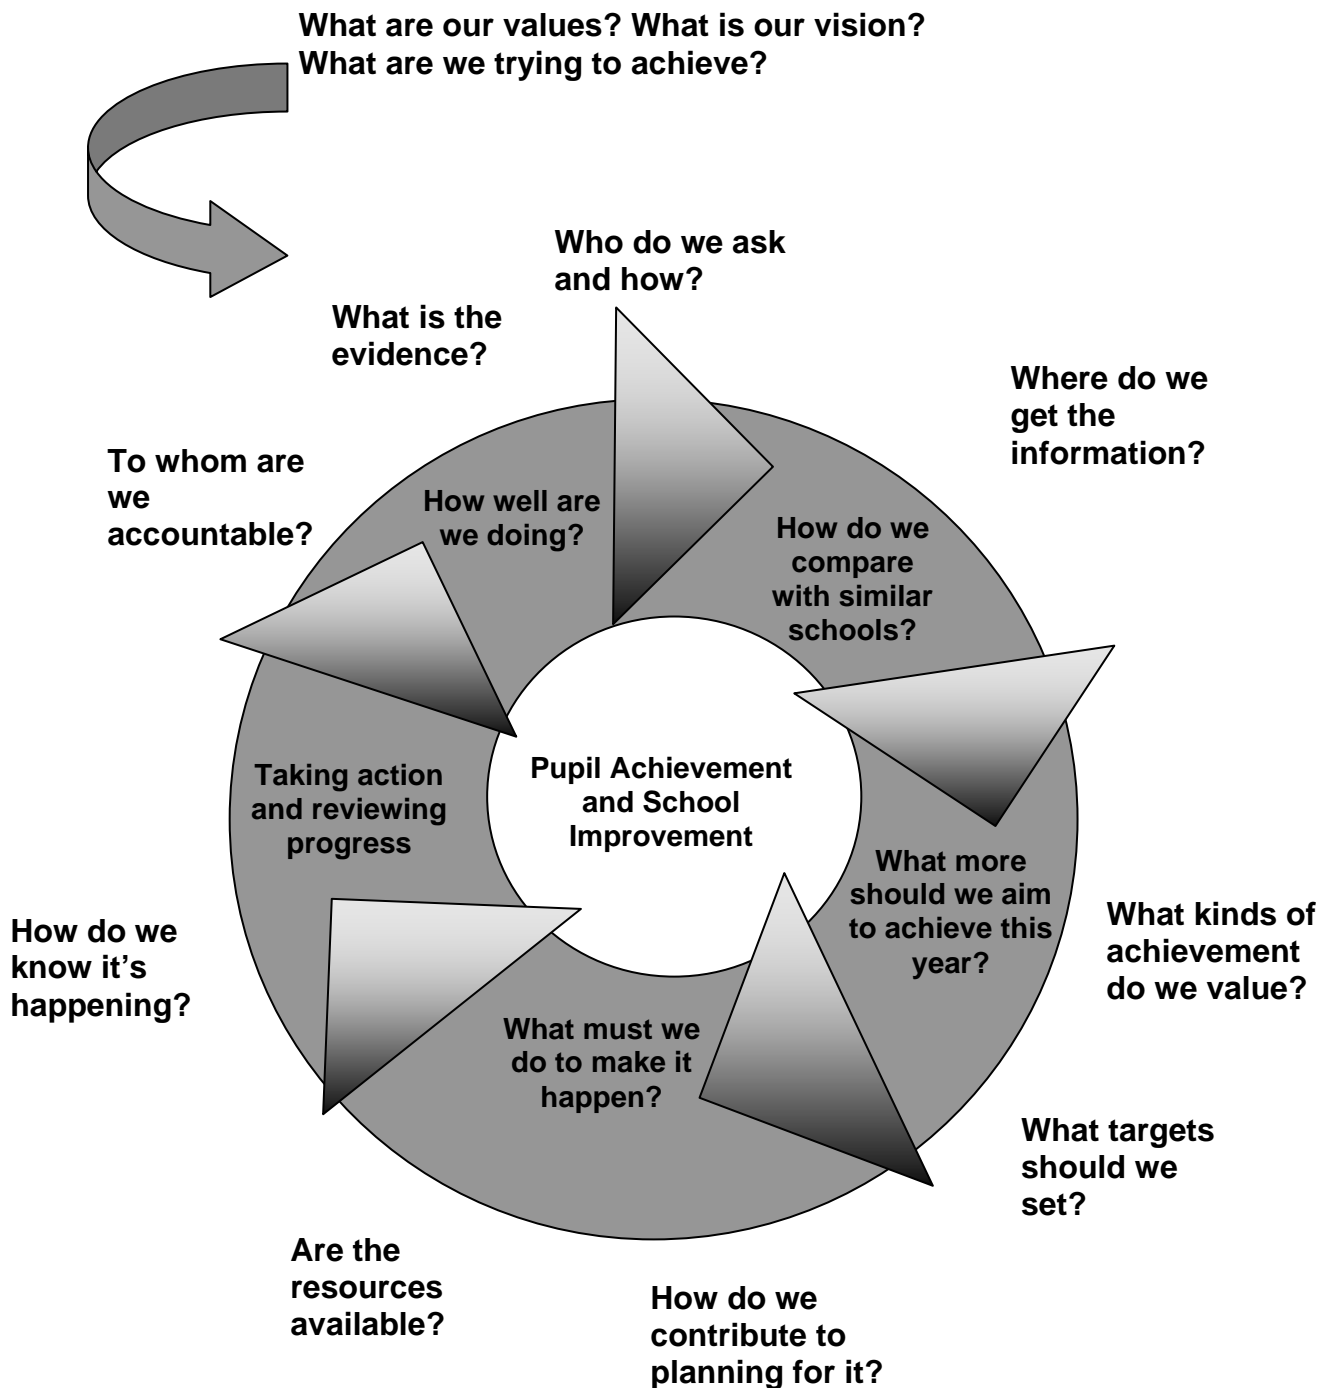 What are our values? What is our vision?
What are we trying to achieve?
Who do we ask
and how?
What is the
evidence?
Where do we
get the
information?
To whom are
we
accountable?
How well are
we doing?
How do we
compare
with similar
schools?
Taking action
and reviewing
progress
Pupil Achievement
and School
Improvement
What more
should we aim
to achieve this
year?
What kinds of
achievement
do we value?
How do we
know it’s
happening?
What must we
do to make it
happen?
What targets
should we
set?
Are the
resources
available?
How do we
contribute to
planning for it?